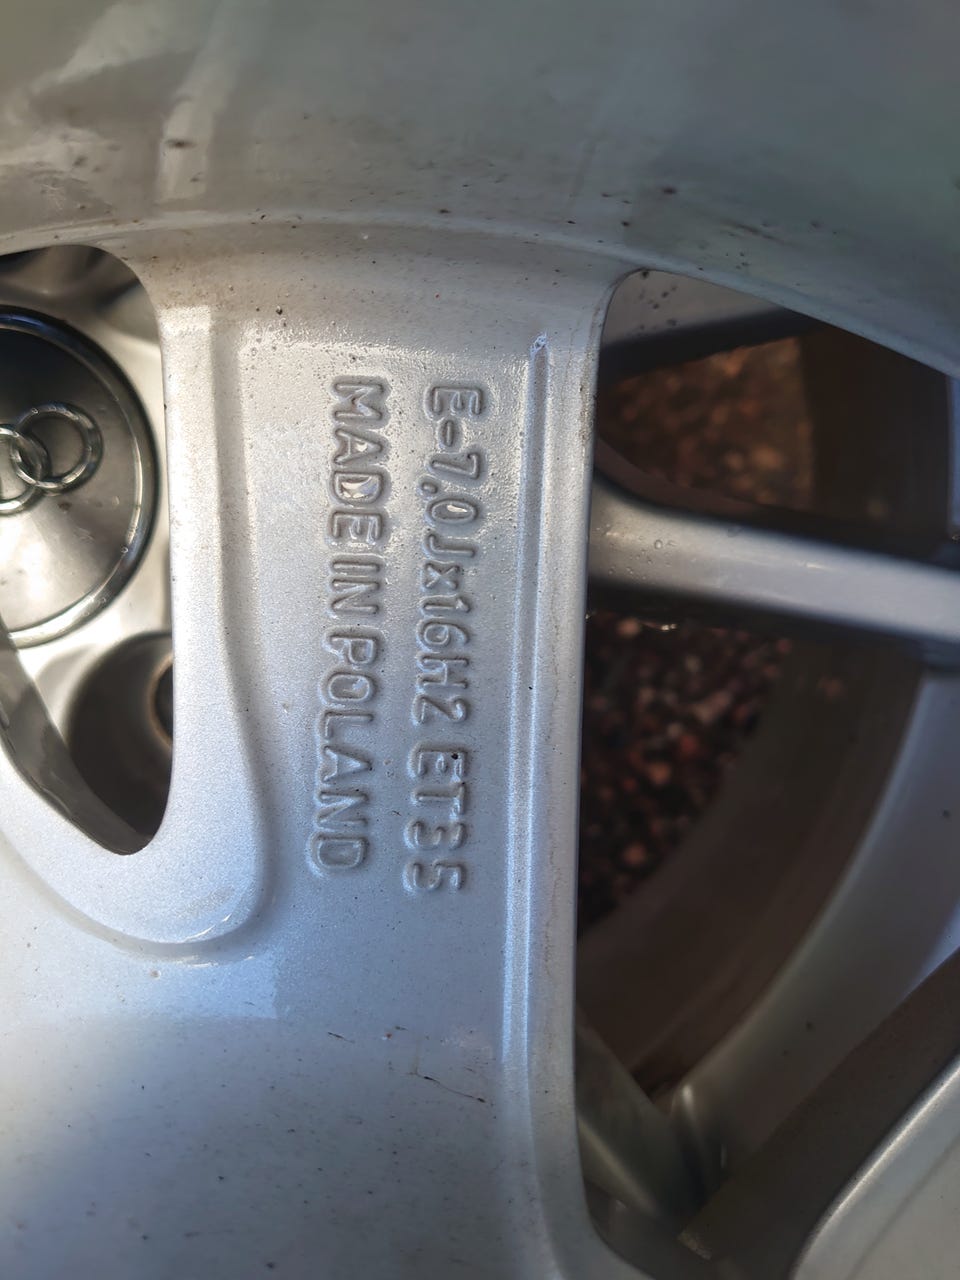 E-7,0Jx16H2 ET35
MADE IN POLAND